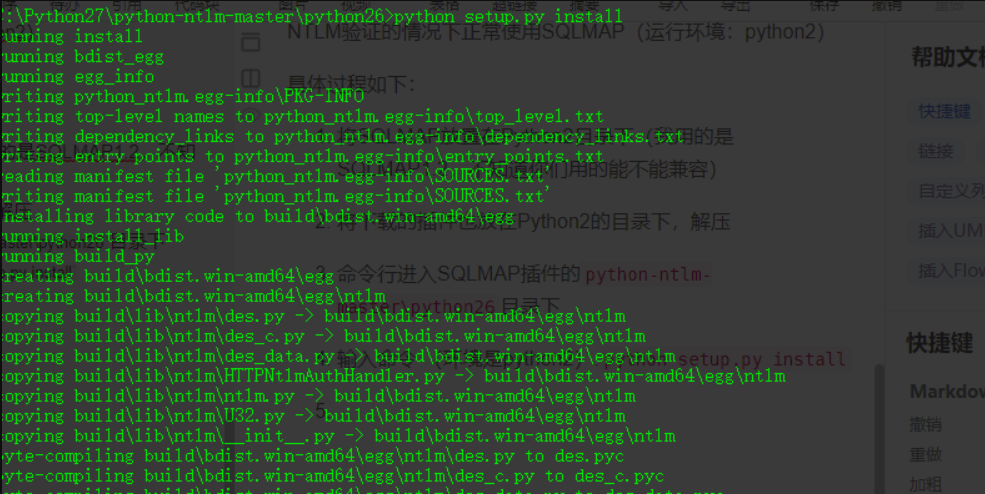 :\Python27\python-ntlm-master\python26>python setup.py install
running install
running bdist_egg
running egg_info
writing python_ntlm.egg-info\PKG-INFO
writing top-level names to python_ntlm.egg-info\top_level.txt
writing dependency_links to python_ntlm.egg-info\dependency_links.txt
writing entry points to python_ntlm.egg-info\entry_points.txt
reading manifest file 'python_ntlm.egg-info\SOURCES.txt'
writing manifest file 'python_ntlm.egg-info\SOURCES.txt'
installing library code to build\bdist.win-amd64\egg
running install_lib
running build_py
creating build\bdist.win-amd64\egg
creating build\bdist.win-amd64\egg\ntlm
copying build\lib\ntlm\des.py -> build\bdist.win-amd64\egg\ntlm
copying build\lib\ntlm\des_c.py -> build\bdist.win-amd64\egg\ntlm
copying build\lib\ntlm\des_data.py -> build\bdist.win-amd64\egg\ntlm
copying build\lib\ntlm\HTTPNtlmAuthHandler.py -> build\bdist.win-amd64\egg\ntlm
copying build\lib\ntlm\ntlm.py -> build\bdist.win-amd64\egg\ntlm
copying build\lib\ntlm\U32.py -> build\bdist.win-amd64\egg\ntlm
copying build\lib\ntlm\__init__.py -> build\bdist.win-amd64\egg\ntlm
byte-compiling build\bdist.win-amd64\egg\ntlm\des.py to des.pyc
byte-compiling build\bdist.win-amd64\egg\ntlm\des_c.py to des_c.pyc
NTLM验证的情况下正常使用SQLMAP（运行环境：python2）
具体过程如下：
2. 将下载的插件也放在Python2的目录下，解压
3. 命令行进入SQLMAP插件的 python-ntlm-
master\python26 目录下
setup.py install
5.
帮助文档
快捷键
链接
自定义列
插入UM
插入Flow
快捷键
Markdow
撤销
重做
加粗